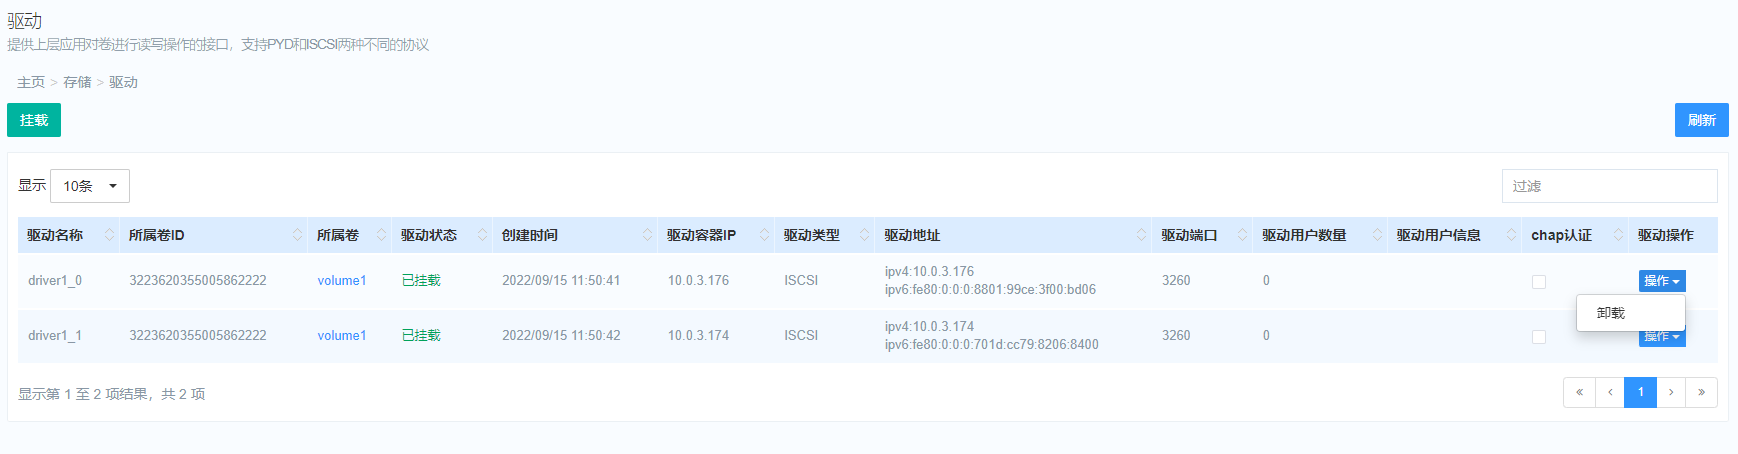 驱动
提供上层应用对卷进行读写操作的接口，支持PYD和ISCSI两种不同的协议
主页 > 存储 > 驱动
挂载
刷新
显示 10条
过滤
驱动名称 所属卷ID 所属卷 驱动状态 创建时间 驱动容器IP 驱动类型 驱动地址 驱动端口 驱动用户数量 驱动用户信息 chap认证 驱动操作
driver1_0 3223620355005862222 volume1 已挂载 2022/09/15 11:50:41 10.0.3.176 ISCSI ipv4:10.0.3.176 3260 0 操作
ipv6:fe80:0:0:0:8801:99ce:3f00:bd06
卸载
driver1_1 3223620355005862222 volume1 已挂载 2022/09/15 11:50:42 10.0.3.174 ISCSI ipv4:10.0.3.174 3260 0 操作
ipv6:fe80:0:0:0:701d:cc79:8206:8400
显示第 1 至 2 项结果，共 2 项
« ‹ 1 › »